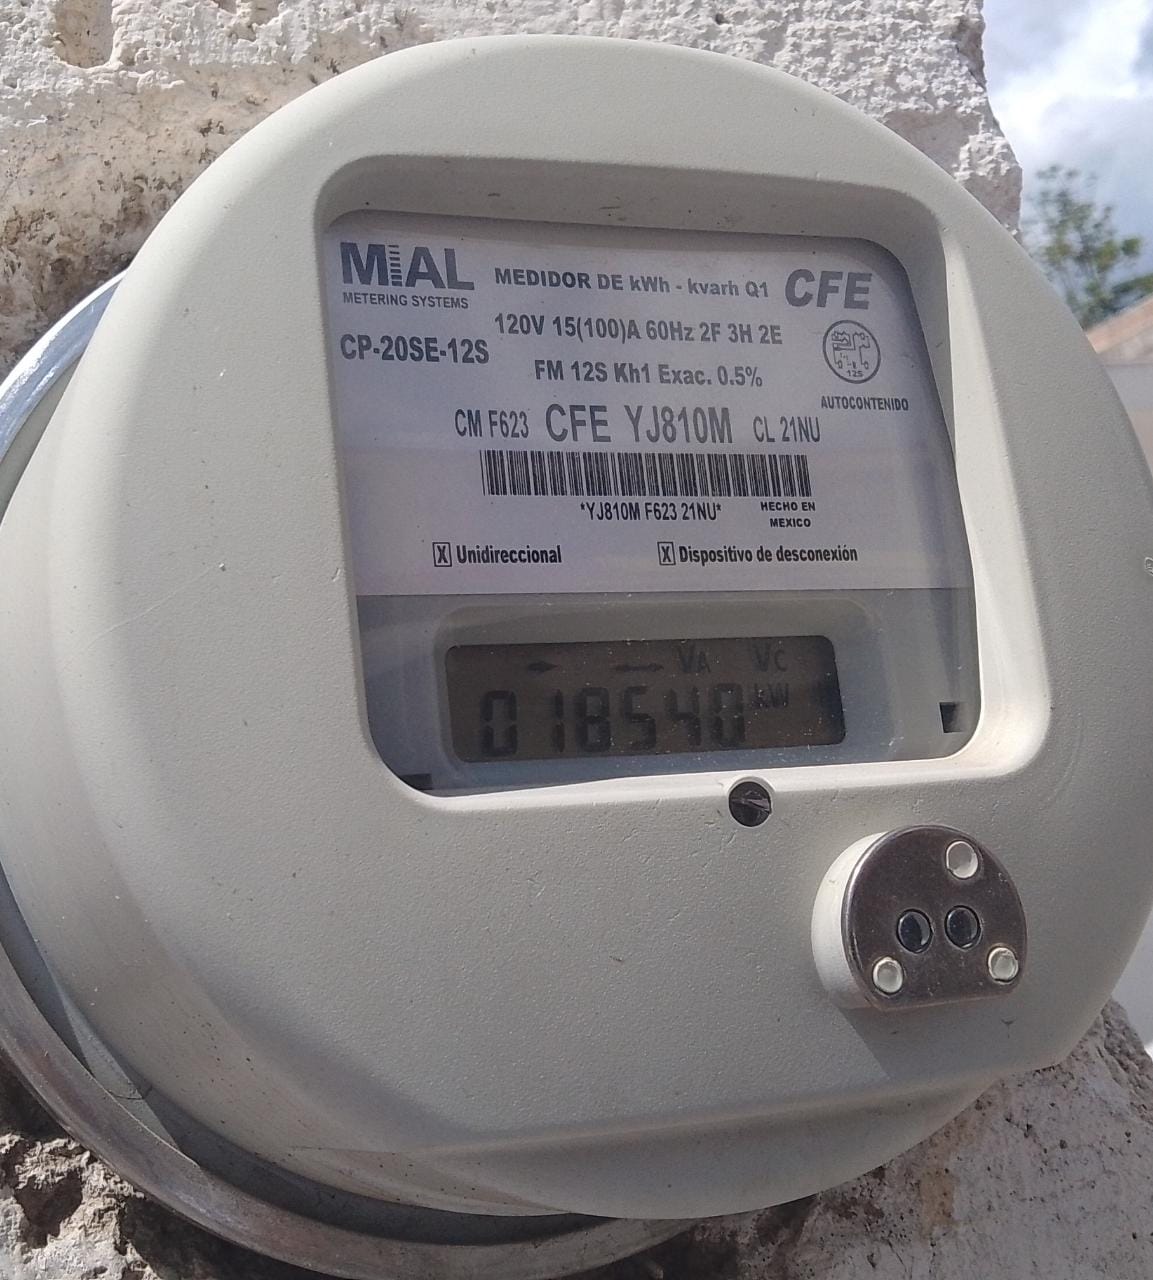 MIAL
METERING SYSTEMS
MEDIDOR DE kWh - kvarh Q1
CFE
120V 15(100)A 60Hz 2F 3H 2E
CP-20SE-12S
FM 12S Kh1 Exac. 0.5%
12S
AUTOCONTENIDO
CM F623 CFE YJ810M CL 21NU
*YJ810M F623 21NU*
HECHO EN
MEXICO
X Unidireccional
X Dispositivo de desconexión
VA VC
018540 kW